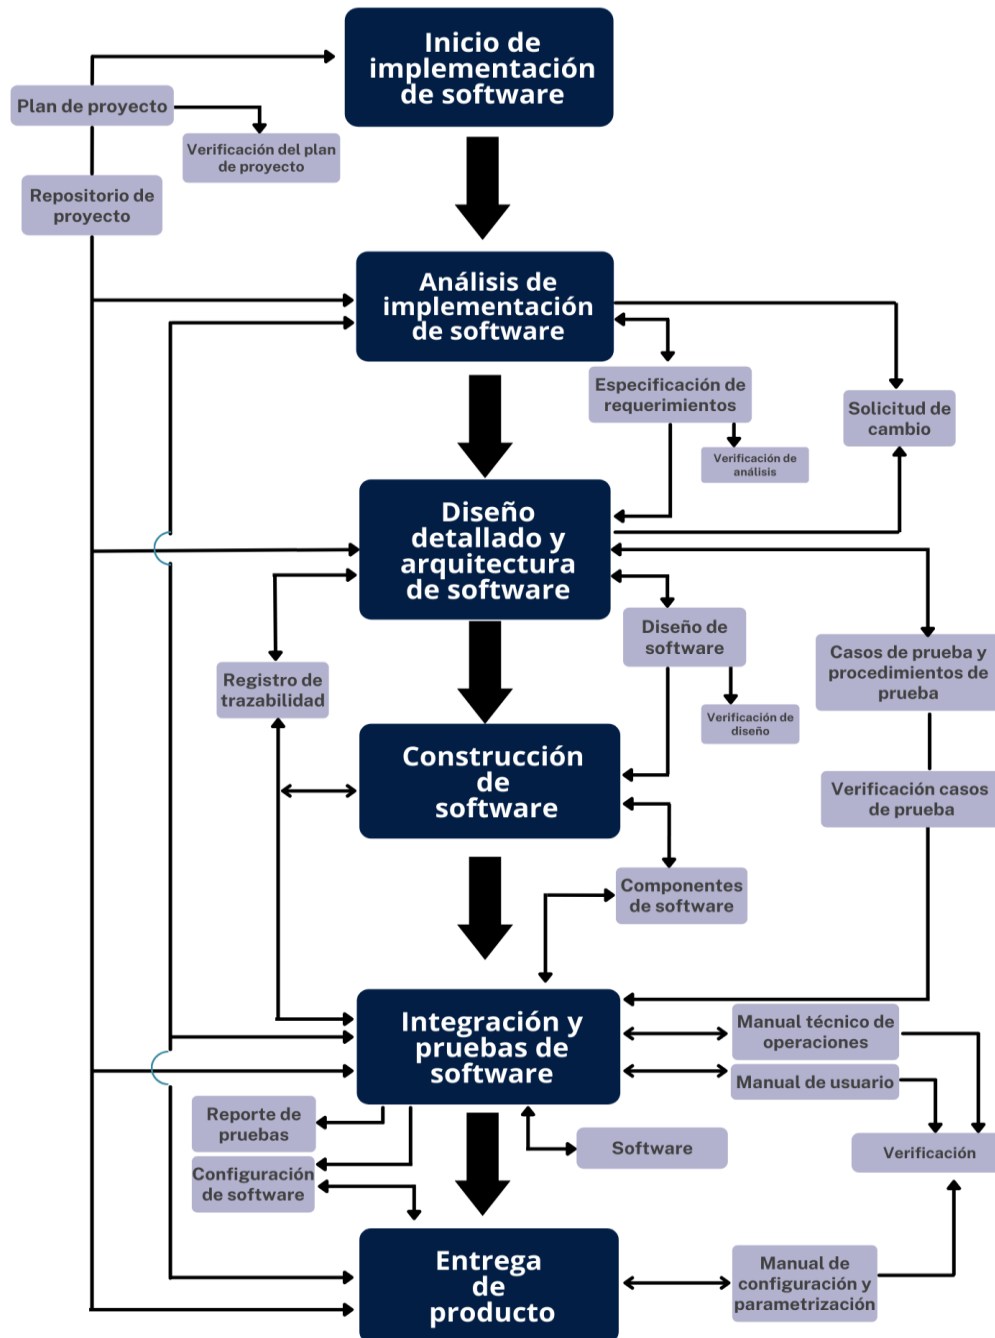 Inicio de
implementación
de software
Plan de proyecto
Verificación del plan
de proyecto
Repositorio de
proyecto
Análisis de
implementación
de software
Especificación de
requerimientos
Solicitud de
cambio
Verificación de
análisis
Diseño
detallado y
arquitectura
de software
Diseño de
software
Casos de prueba y
procedimientos de
prueba
Registro de
trazabilidad
Verificación de
diseño
Construcción
de
software
Verificación casos
de prueba
Componentes
de software
Integración y
pruebas de
software
Manual técnico de
operaciones
Manual de usuario
Reporte de
pruebas
Software
Verificación
Configuración
de software
Entrega
de
producto
Manual de
configuración y
parametrización